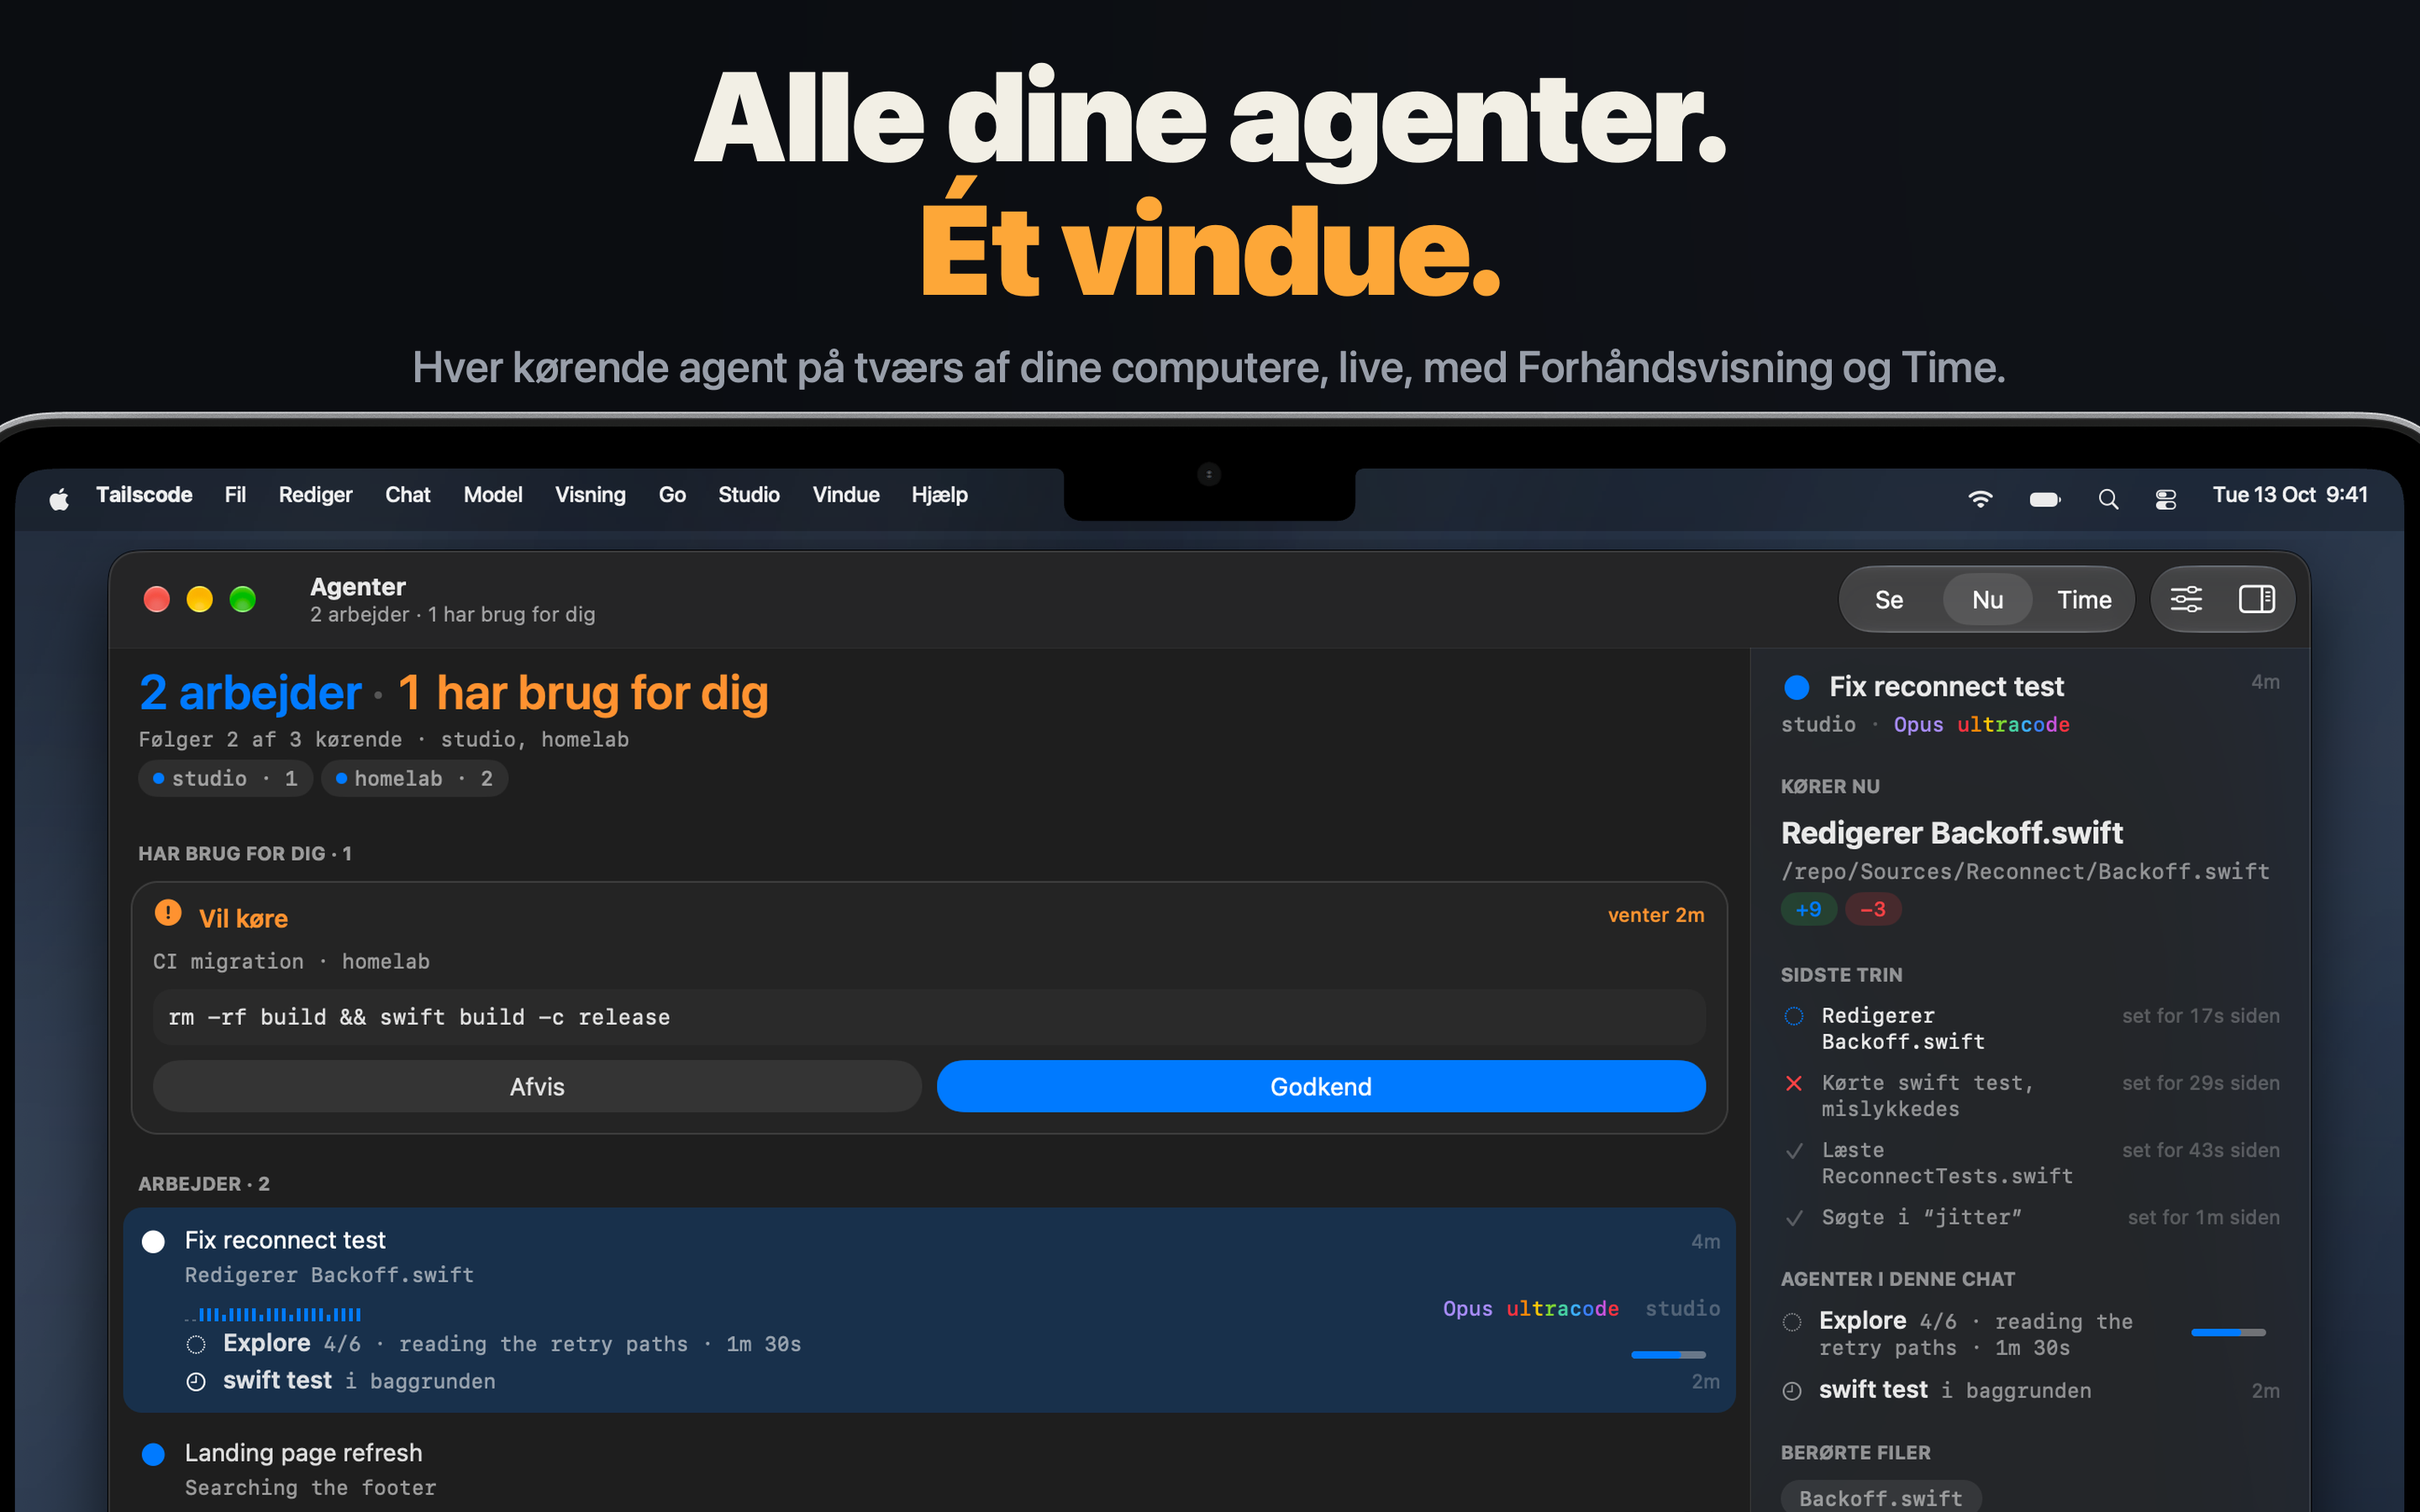 Alle dine agenter.
Ét vindue.
Hver kørende agent på tværs af dine computere, live, med Forhåndsvisning og Time.
Tailscode Fil Rediger Chat Model Visning Go Studio Vindue Hjælp Tue 13 Oct 9:41
Agenter
2 arbejder · 1 har brug for dig
Se Nu Time
2 arbejder · 1 har brug for dig
Følger 2 af 3 kørende · studio, homelab
studio · 1 homelab · 2
HAR BRUG FOR DIG · 1
Vil køre venter 2m
CI migration · homelab
rm -rf build && swift build -c release
Afvis Godkend
ARBEJDER · 2
Fix reconnect test 4m
Redigerer Backoff.swift
Opus ultracode studio
Explore 4/6 · reading the retry paths · 1m 30s
swift test i baggrunden 2m
Landing page refresh
Searching the footer
Fix reconnect test 4m
studio · Opus ultracode
KØRER NU
Redigerer Backoff.swift
/repo/Sources/Reconnect/Backoff.swift
+9 −3
SIDSTE TRIN
Redigerer set for 17s siden
Backoff.swift
Kørte swift test, set for 29s siden
mislykkedes
Læste set for 43s siden
ReconnectTests.swift
Søgte i “jitter” set for 1m siden
AGENTER I DENNE CHAT
Explore 4/6 · reading the
retry paths · 1m 30s
swift test i baggrunden 2m
BERØRTE FILER
Backoff.swift